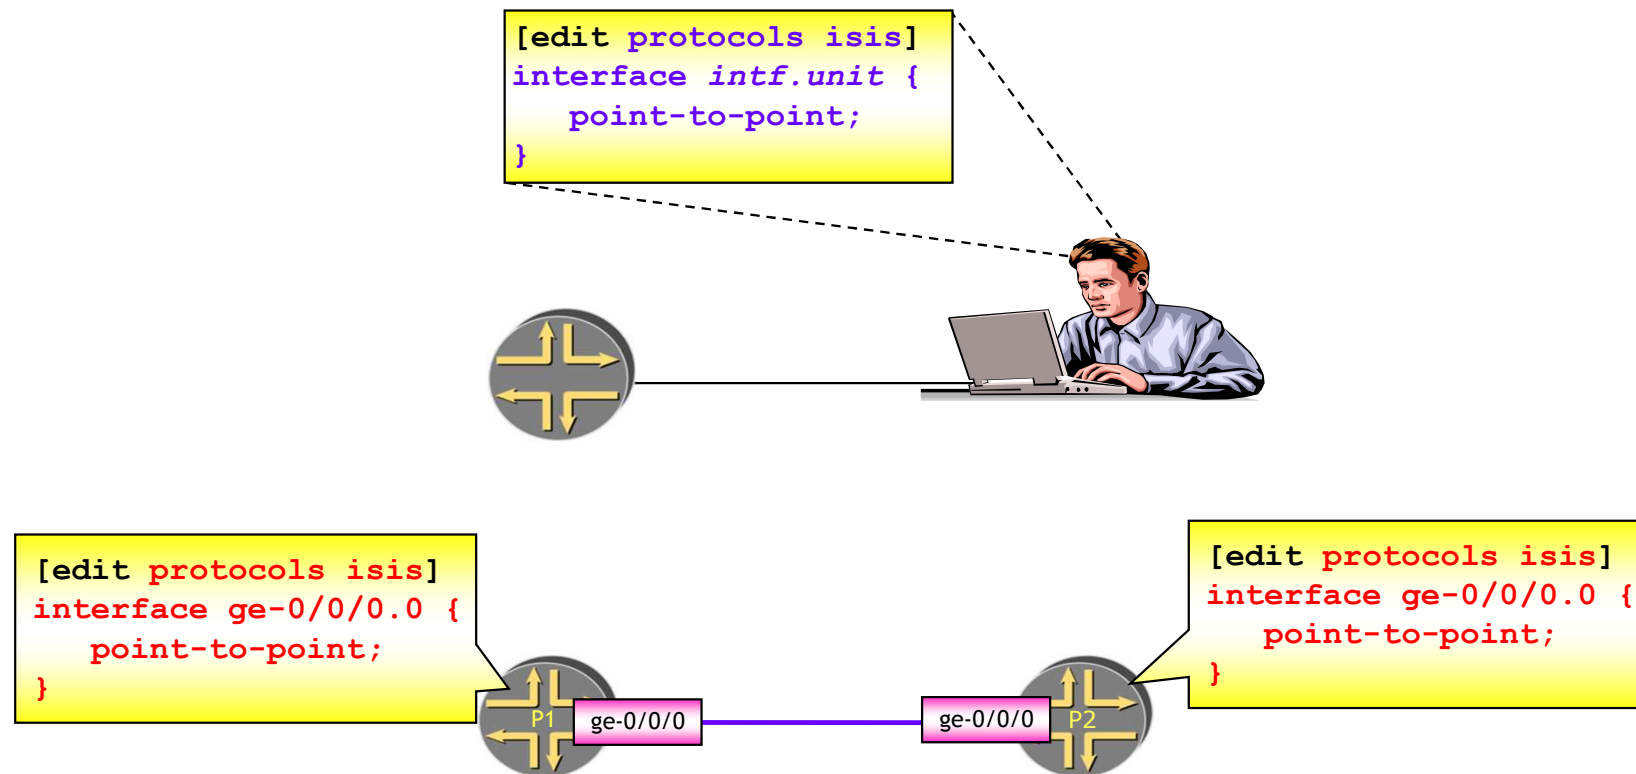 [edit protocols isis]
interface intf.unit {
   point-to-point;
}
[edit protocols isis]
interface ge-0/0/0.0 {
   point-to-point;
}
[edit protocols isis]
interface ge-0/0/0.0 {
   point-to-point;
}
P1
ge-0/0/0
ge-0/0/0
P2